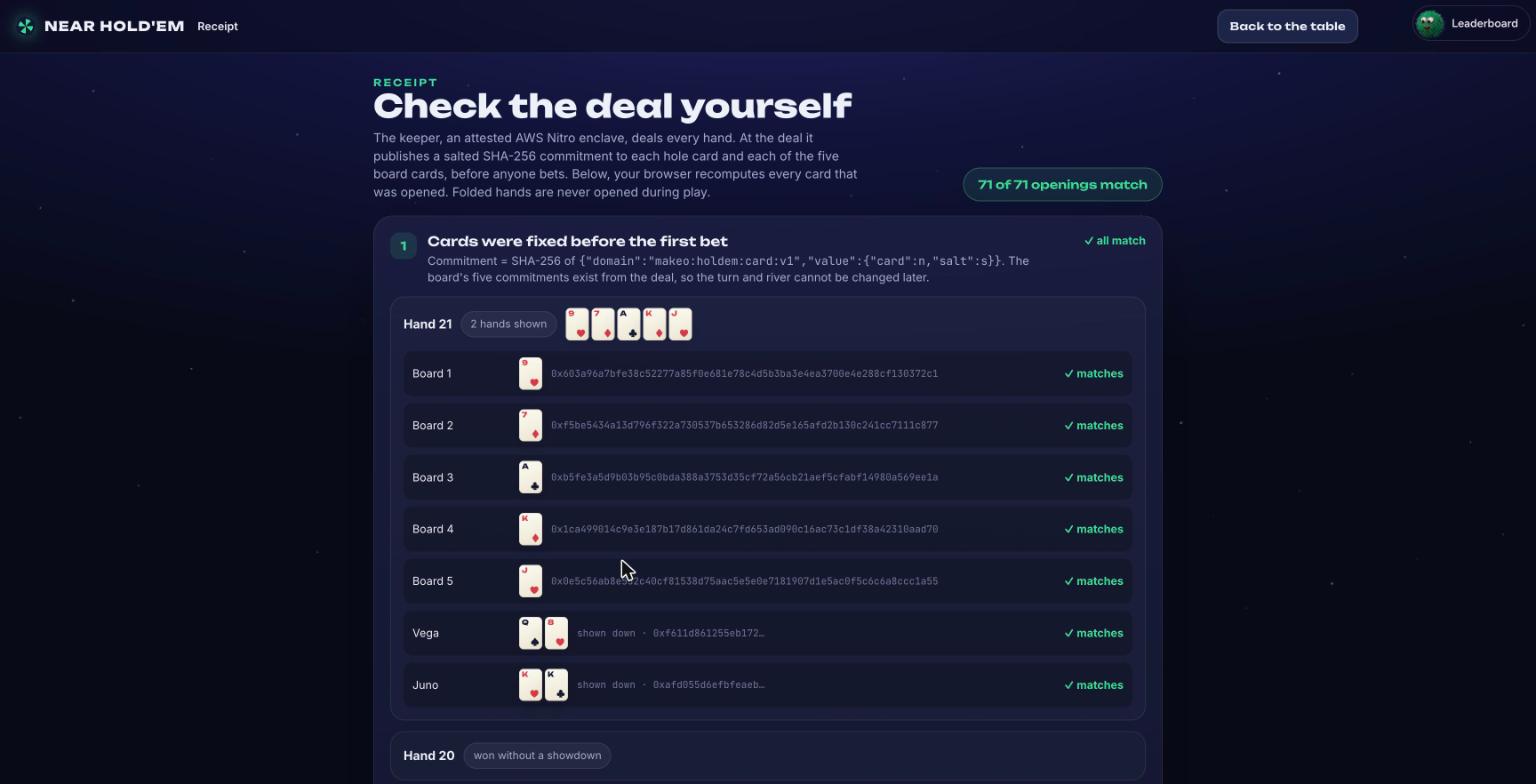 NEAR HOLD'EM Receipt Back to the table Leaderboard
RECEIPT
Check the deal yourself
The keeper, an attested AWS Nitro enclave, deals every hand. At the deal it
publishes a salted SHA-256 commitment to each hole card and each of the five
board cards, before anyone bets. Below, your browser recomputes every card that
was opened. Folded hands are never opened during play.
71 of 71 openings match
1 Cards were fixed before the first bet ✓ all match
Commitment = SHA-256 of {"domain":"makeo:holdem:card:v1","value":{"card":n,"salt":s}}. The
board's five commitments exist from the deal, so the turn and river cannot be changed later.
Hand 21 2 hands shown 9 7 A K J
Board 1 9 0x603a96a7bfe38c52277a85f0e681e78c4d5b3ba3e4ea3700e4e288cf130372c1 ✓ matches
Board 2 7 0xf5be5434a13d796f322a730537b653286d82d5e165afd2b130c241cc7111c877 ✓ matches
Board 3 A 0xb5fe3a5d9b03b95c0bda388a3753d35cf72a56cb21aef5cfabf14980a569ee1a ✓ matches
Board 4 K 0x1ca499014c9e3e187b17d861da24c7fd653ad090c16ac73c1df38a42310aad70 ✓ matches
Board 5 J ✓ matches
Vega Q 8 shown down · 0xf611d861255eb172… ✓ matches
Juno K K shown down · 0xafd055d6efbfeaeb… ✓ matches
Hand 20 won without a showdown